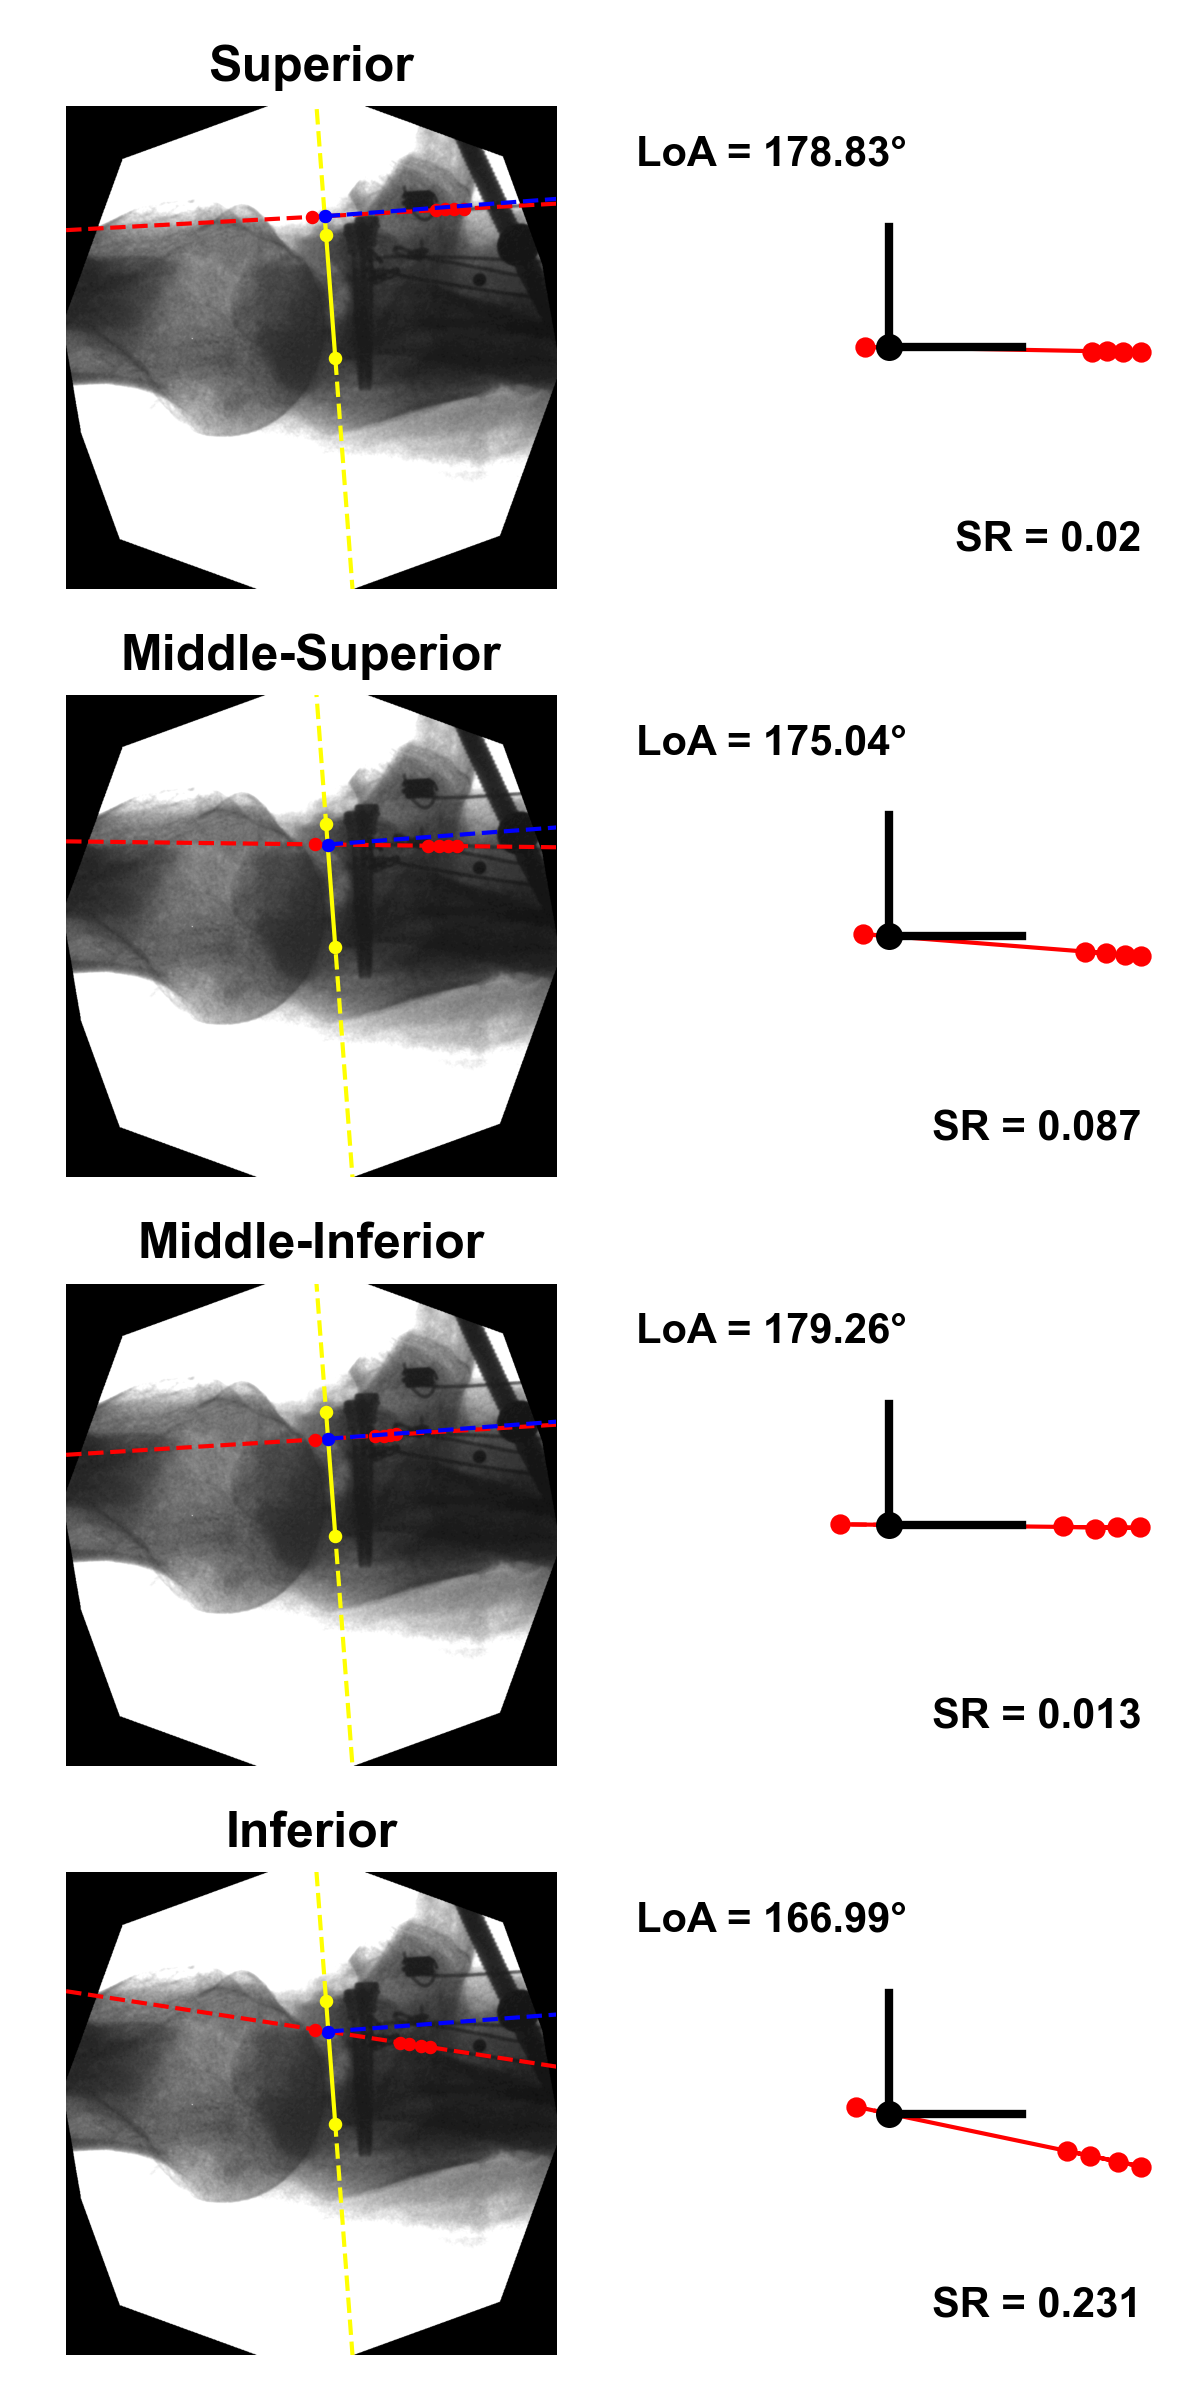 Superior
LoA = 178.83°
SR = 0.02
Middle-Superior
LoA = 175.04°
SR = 0.087
Middle-Inferior
LoA = 179.26°
SR = 0.013
Inferior
LoA = 166.99°
SR = 0.231